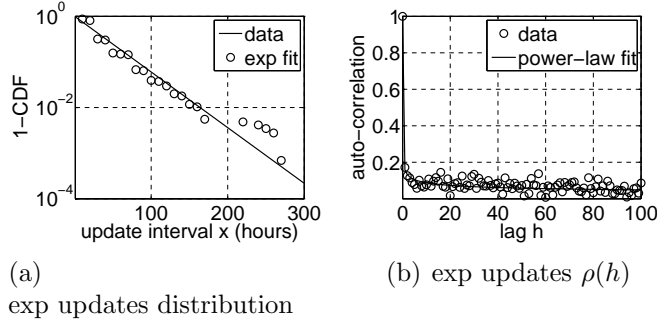 10⁰
10⁻²
10⁻⁴
1−CDF
data
exp fit
100
200
300
update interval x (hours)
1
0.8
0.6
0.4
0.2
auto−correlation
data
power−law fit
0
20
40
60
80
100
lag h
(a)
exp updates distribution
(b) exp updates ρ(h)